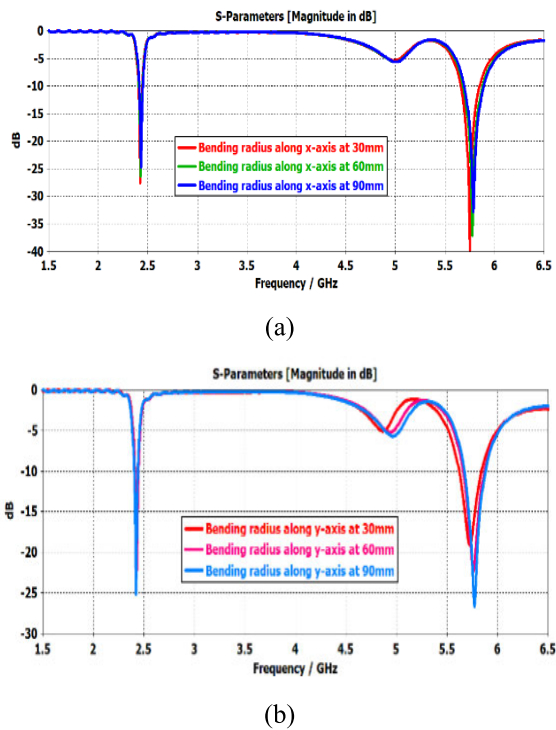 S-Parameters [Magnitude in dB]
0
-5
-10
-15
-20
-25
-30
-35
-40
dB
Bending radius along x-axis at 30mm
Bending radius along x-axis at 60mm
Bending radius along x-axis at 90mm
1.5 2 2.5 3 3.5 4 4.5 5 5.5 6 6.5
Frequency / GHz
(a)
S-Parameters [Magnitude in dB]
0
-5
-10
-15
-20
-25
-30
dB
Bending radius along y-axis at 30mm
Bending radius along y-axis at 60mm
Bending radius along y-axis at 90mm
1.5 2 2.5 3 3.5 4 4.5 5 5.5 6 6.5
Frequency / GHz
(b)